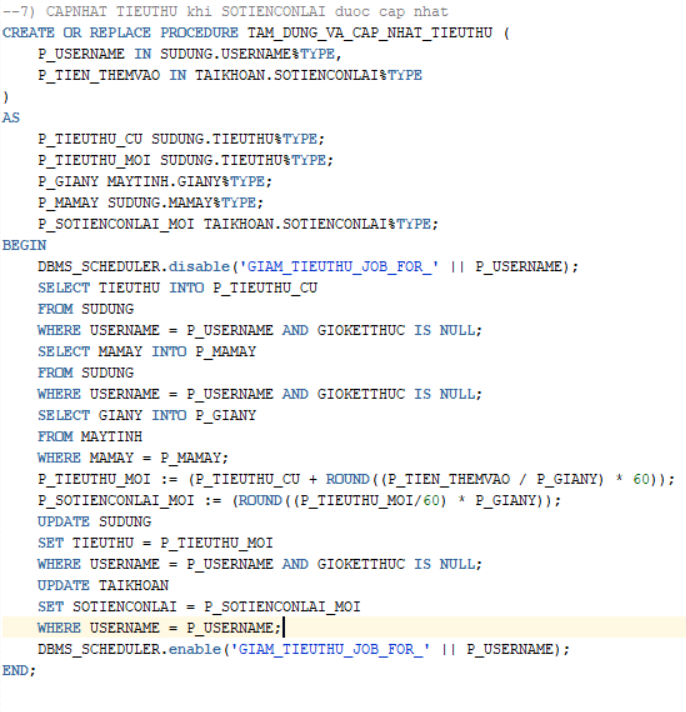 --7) CAPNHAT TIEUTHU khi SOTIENCONLAI duoc cap nhat
CREATE OR REPLACE PROCEDURE TAM_DUNG_VA_CAP_NHAT_TIEUTHU (
    P_USERNAME IN SUDUNG.USERNAME%TYPE,
    P_TIEN_THEMVAO IN TAIKHOAN.SOTIENCONLAI%TYPE
)
AS
    P_TIEUTHU_CU SUDUNG.TIEUTHU%TYPE;
    P_TIEUTHU_MOI SUDUNG.TIEUTHU%TYPE;
    P_GIANY MAYTINH.GIANY%TYPE;
    P_MAMAY SUDUNG.MAMAY%TYPE;
    P_SOTIENCONLAI_MOI TAIKHOAN.SOTIENCONLAI%TYPE;
BEGIN
    DBMS_SCHEDULER.disable('GIAM_TIEUTHU_JOB_FOR_' || P_USERNAME);
    SELECT TIEUTHU INTO P_TIEUTHU_CU
    FROM SUDUNG
    WHERE USERNAME = P_USERNAME AND GIOKETTHUC IS NULL;
    SELECT MAMAY INTO P_MAMAY
    FROM SUDUNG
    WHERE USERNAME = P_USERNAME AND GIOKETTHUC IS NULL;
    SELECT GIANY INTO P_GIANY
    FROM MAYTINH
    WHERE MAMAY = P_MAMAY;
    P_TIEUTHU_MOI := (P_TIEUTHU_CU + ROUND((P_TIEN_THEMVAO / P_GIANY) * 60));
    P_SOTIENCONLAI_MOI := (ROUND((P_TIEUTHU_MOI/60) * P_GIANY));
    UPDATE SUDUNG
    SET TIEUTHU = P_TIEUTHU_MOI
    WHERE USERNAME = P_USERNAME AND GIOKETTHUC IS NULL;
    UPDATE TAIKHOAN
    SET SOTIENCONLAI = P_SOTIENCONLAI_MOI
    WHERE USERNAME = P_USERNAME;
    DBMS_SCHEDULER.enable('GIAM_TIEUTHU_JOB_FOR_' || P_USERNAME);
END;